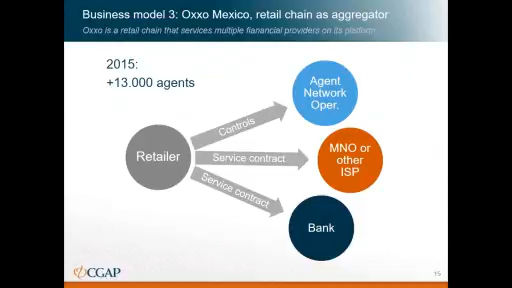 Business model 3: Oxxo Mexico, retail chain as aggregator
Oxxo is a retail chain that services multiple fianancial providers on its platform
2015:
+13.000 agents
Agent
Network
Oper.
Controls
Retailer
Service contract
MNO or
other
ISP
Service contract
Bank
CGAP
15